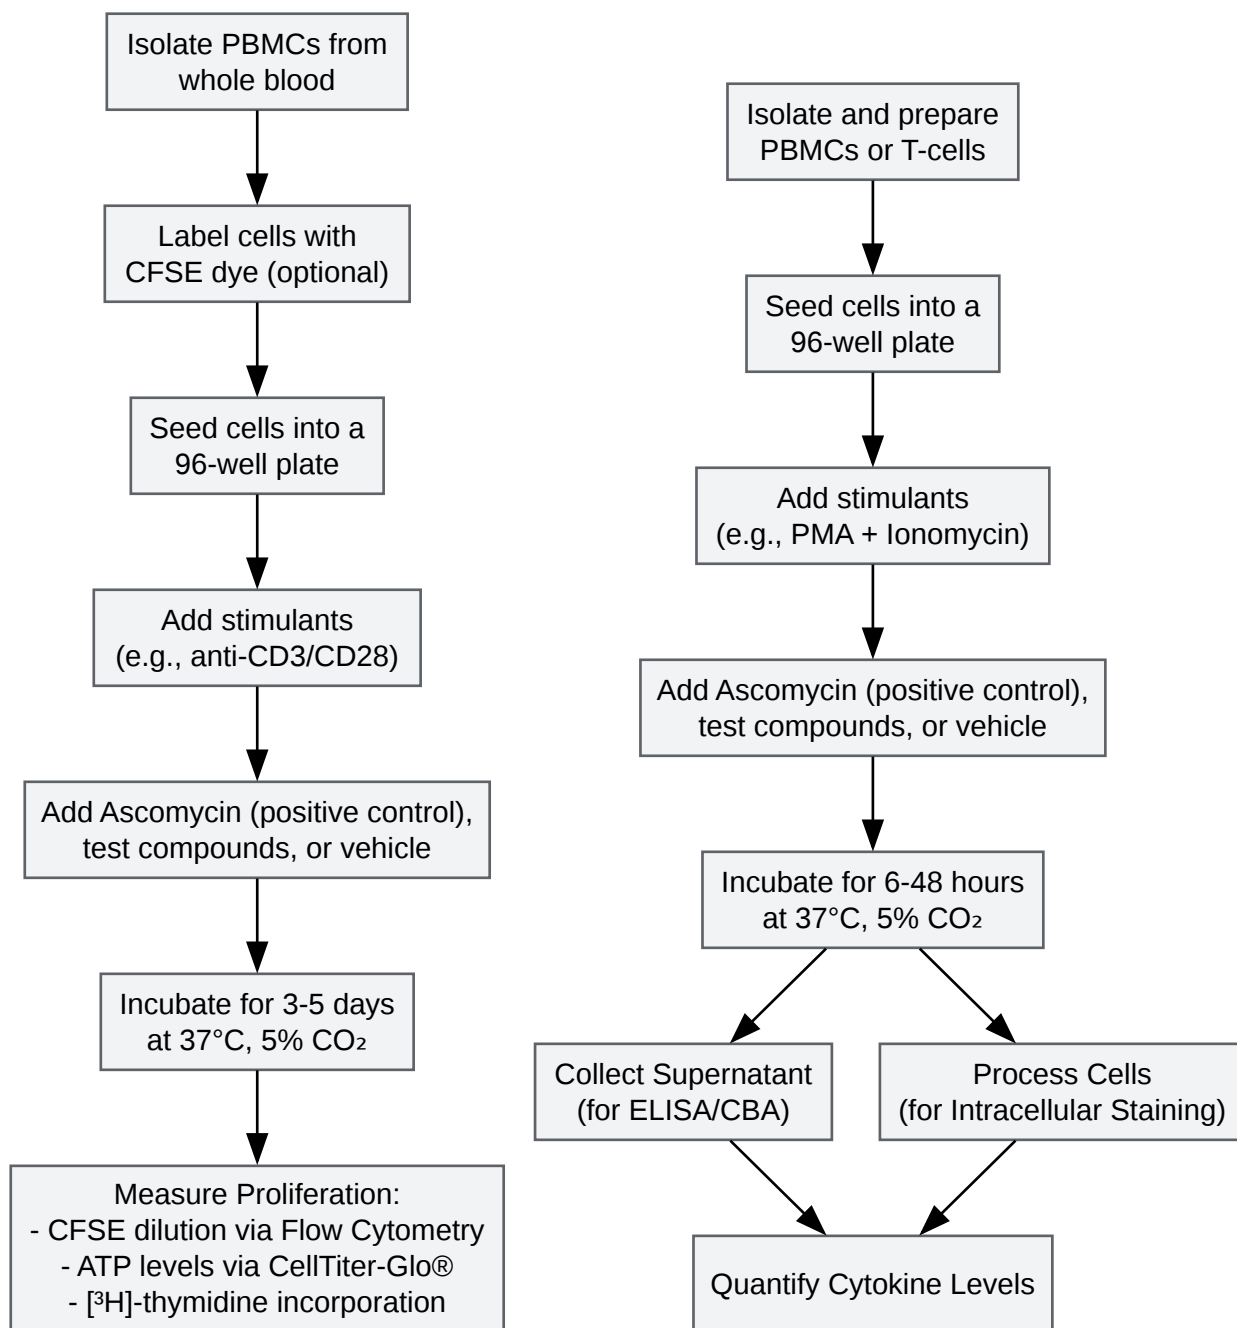 Isolate PBMCs from
whole blood
Label cells with
CFSE dye (optional)
Seed cells into a
96-well plate
Add stimulants
(e.g., anti-CD3/CD28)
Add Ascomycin (positive control),
test compounds, or vehicle
Incubate for 3-5 days
at 37°C, 5% CO₂
Measure Proliferation:
- CFSE dilution via Flow Cytometry
- ATP levels via CellTiter-Glo®
- [³H]-thymidine incorporation
Isolate and prepare
PBMCs or T-cells
Seed cells into a
96-well plate
Add stimulants
(e.g., PMA + Ionomycin)
Add Ascomycin (positive control),
test compounds, or vehicle
Incubate for 6-48 hours
at 37°C, 5% CO₂
Collect Supernatant
(for ELISA/CBA)
Process Cells
(for Intracellular Staining)
Quantify Cytokine Levels